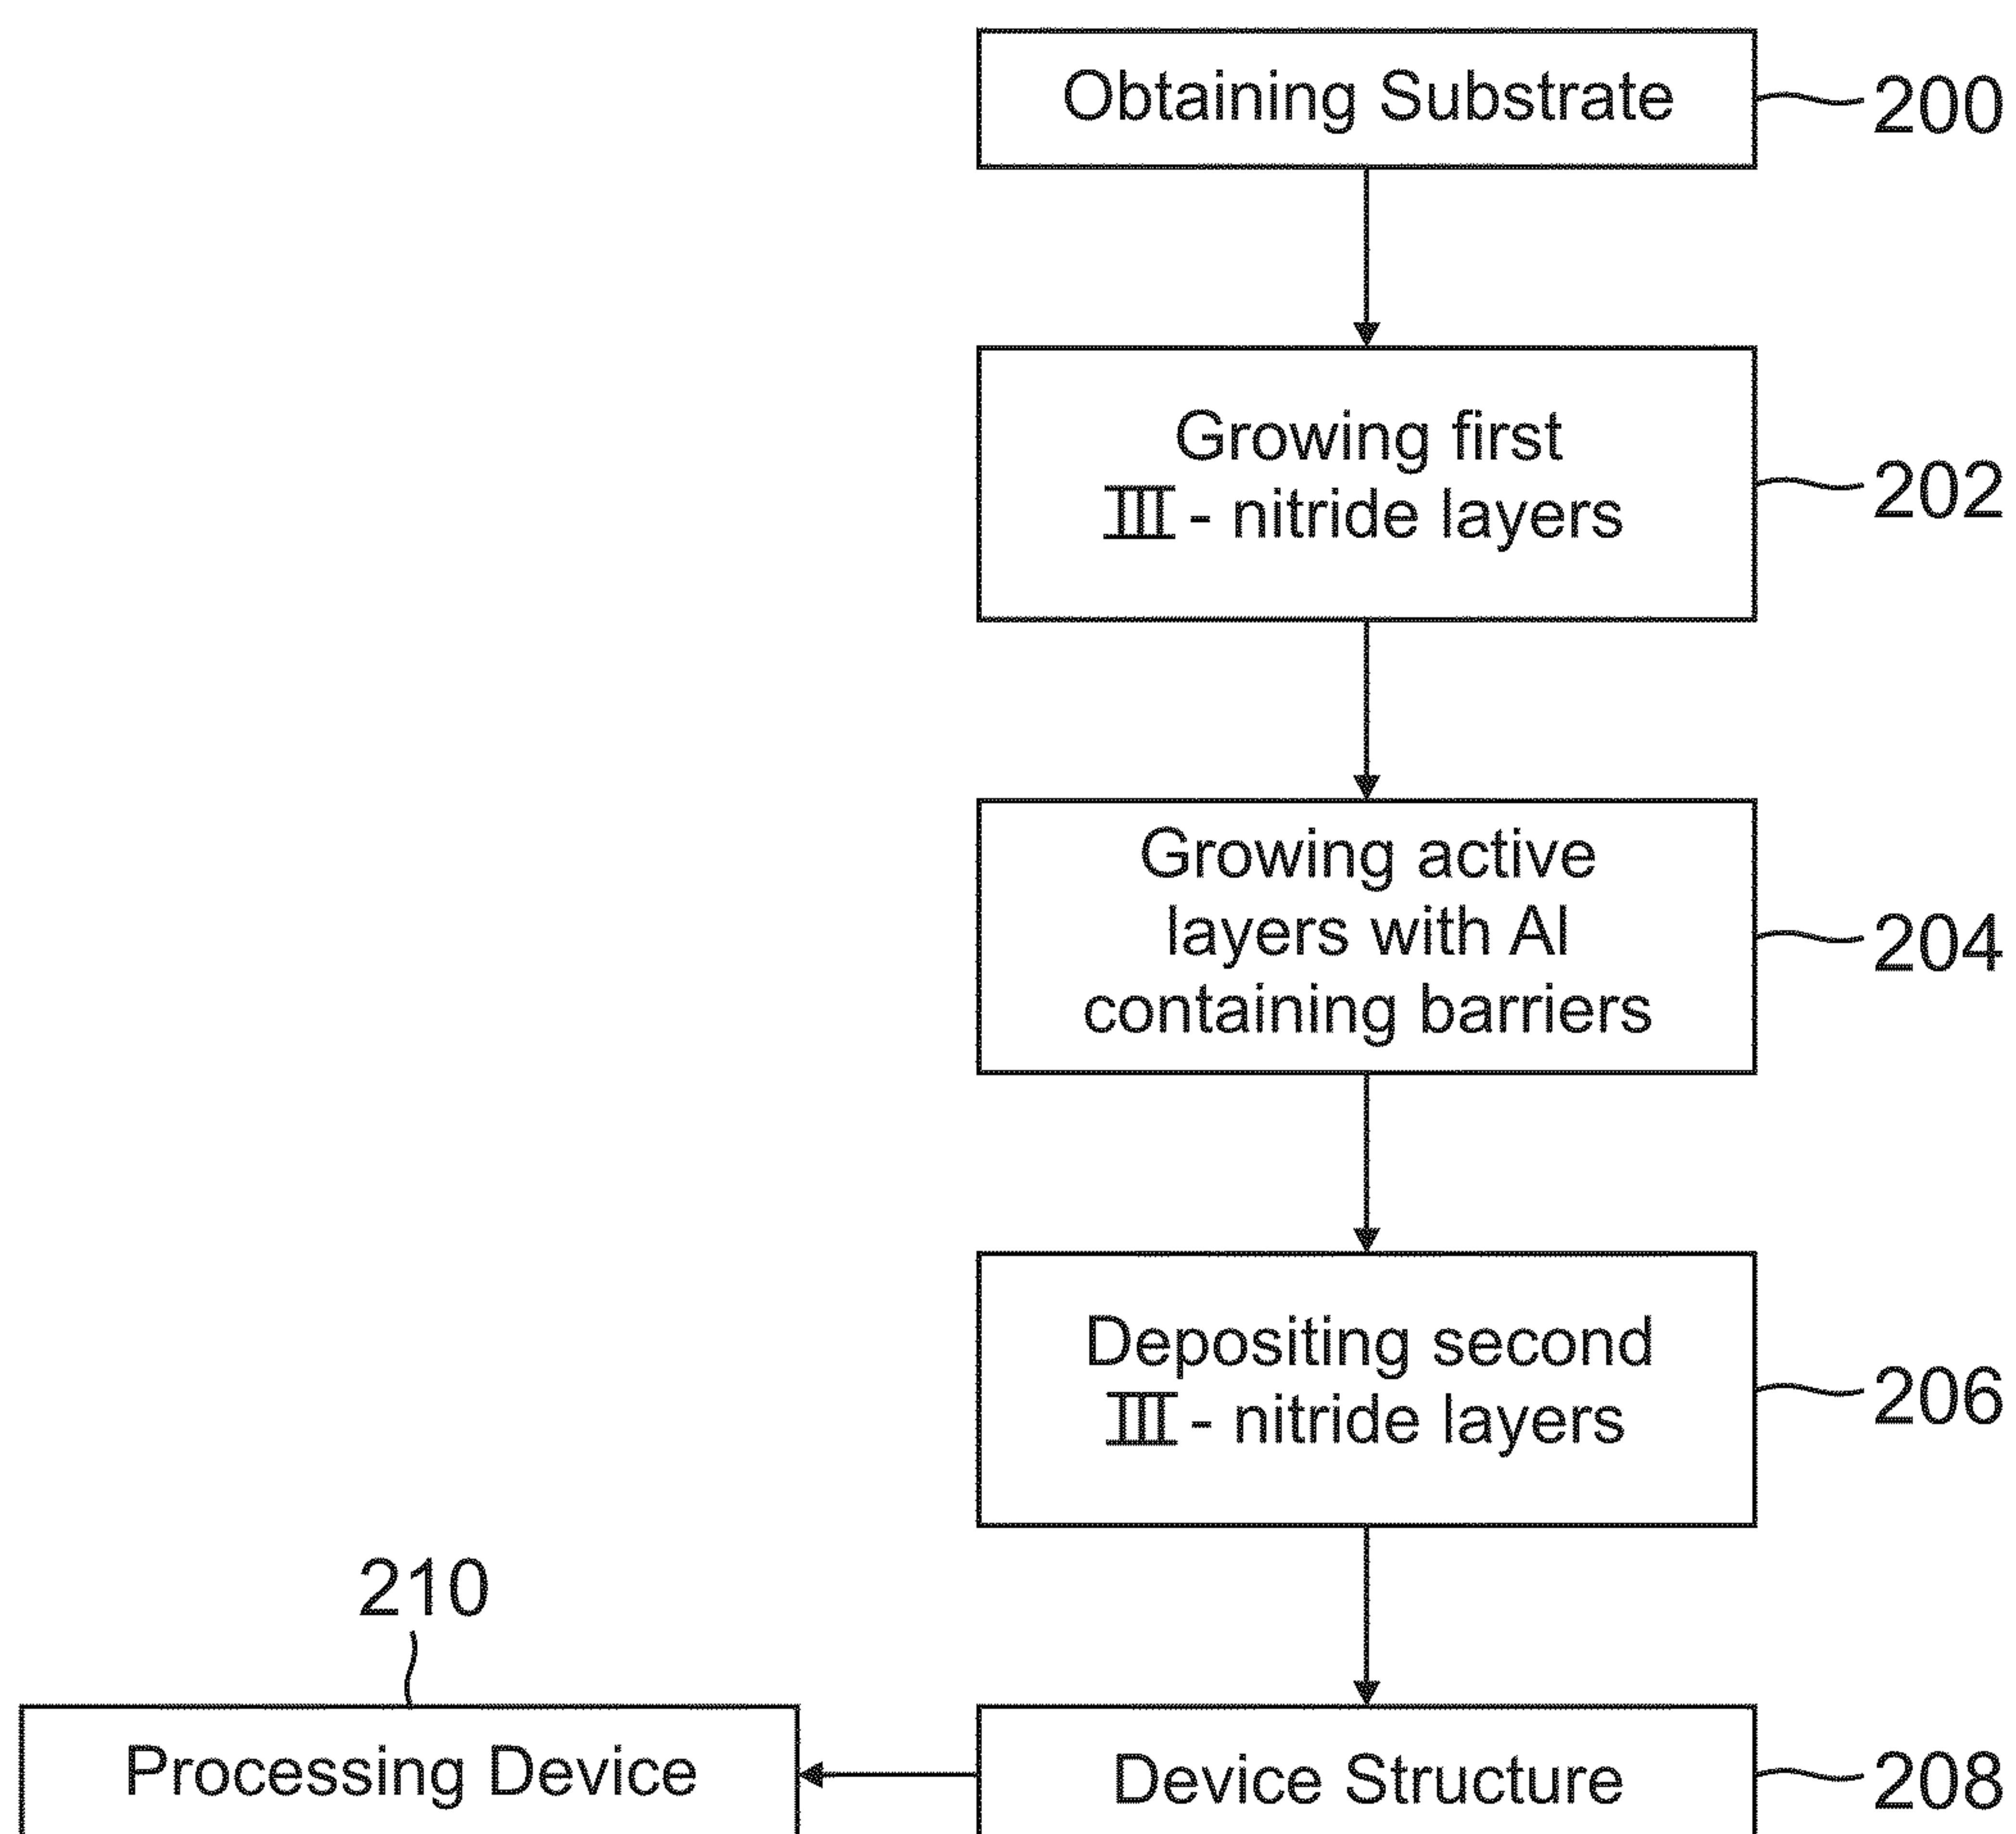 Obtaining Substrate
200
Growing first
III - nitride layers
202
Growing active
layers with Al
containing barriers
204
Depositing second
III - nitride layers
206
210
Processing Device
Device Structure
208